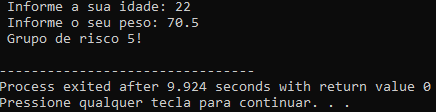 Informe a sua idade: 22
Informe o seu peso: 70.5
Grupo de risco 5!
--------------------------------
Process exited after 9.924 seconds with return value 0
Pressione qualquer tecla para continuar. . .